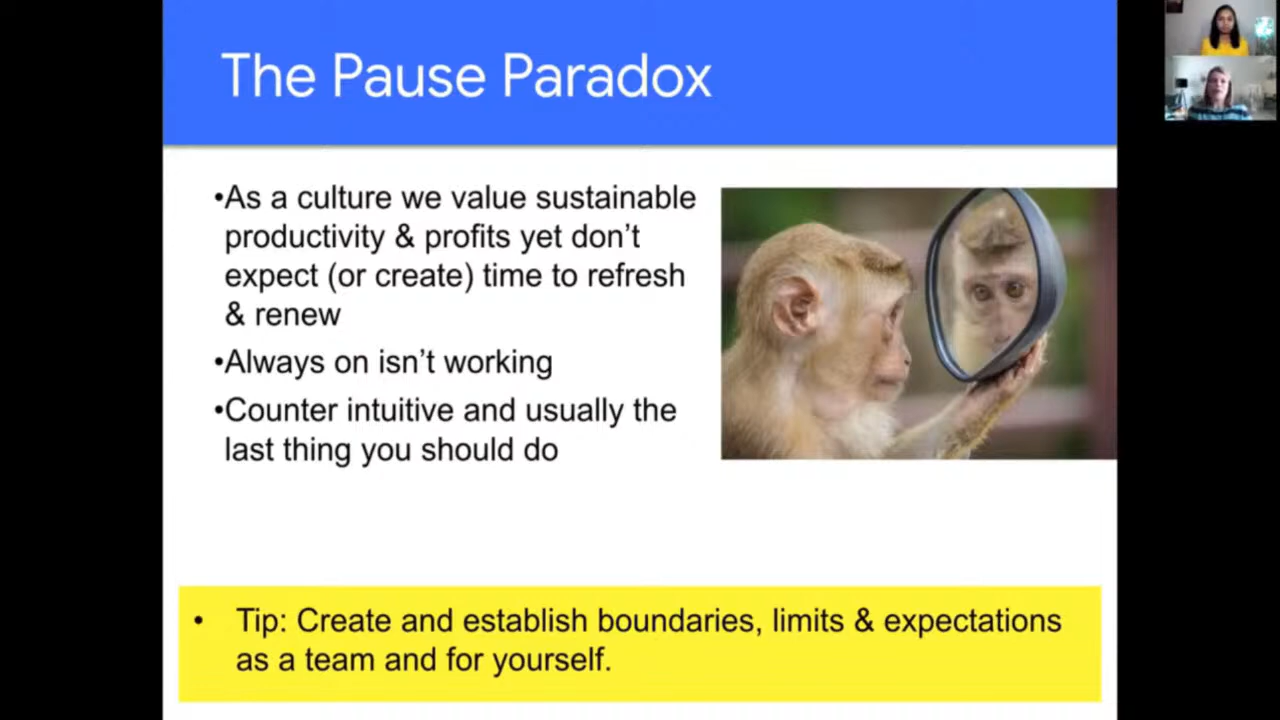 The Pause Paradox
•As a culture we value sustainable
productivity & profits yet don’t
expect (or create) time to refresh
& renew
•Always on isn’t working
•Counter intuitive and usually the
last thing you should do
• Tip: Create and establish boundaries, limits & expectations
as a team and for yourself.